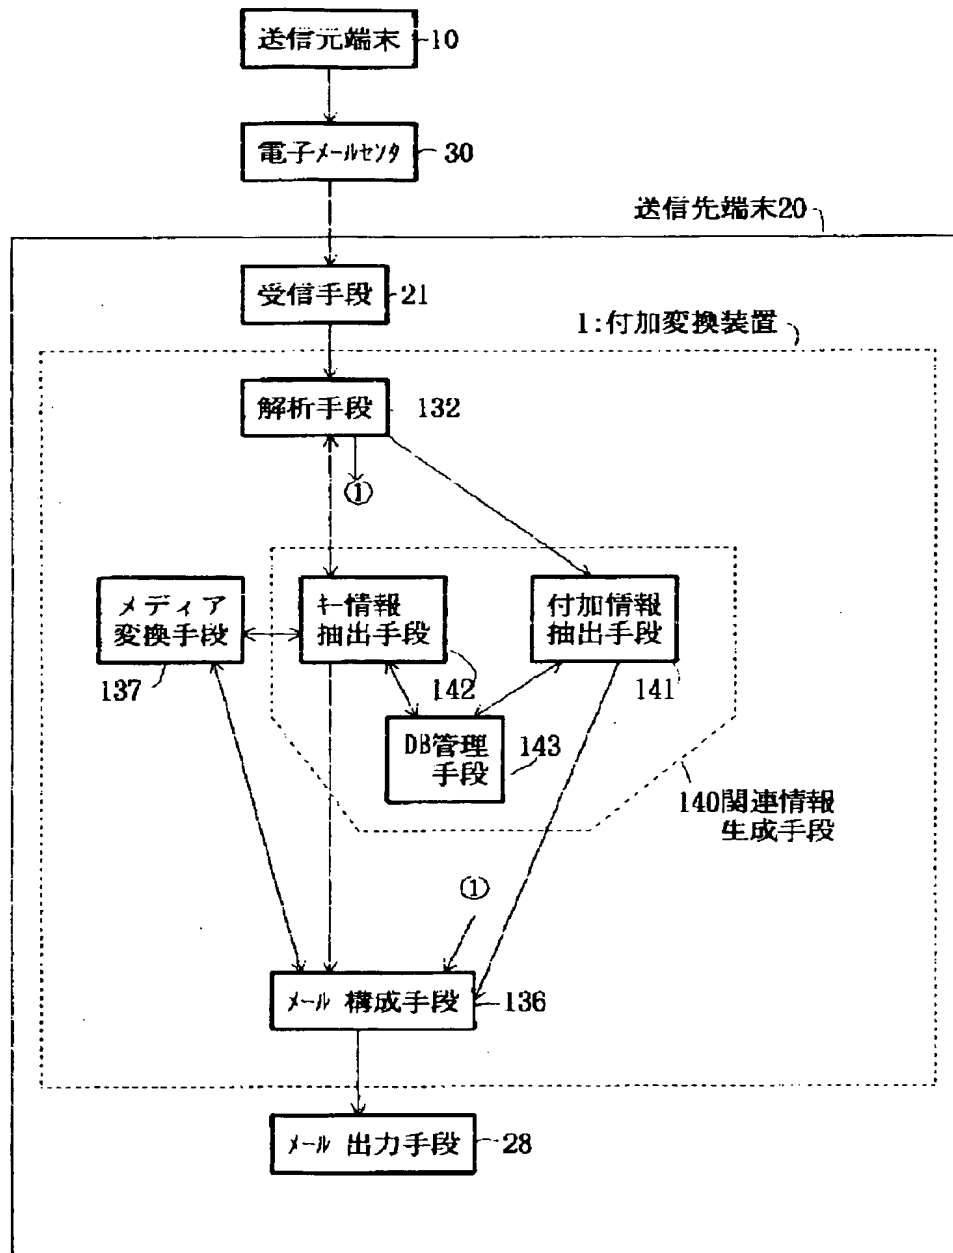 送信元端末 10
電子メールセンタ 30
送信先端末20
受信手段 21
1:付加変換装置
解析手段 132
①
メディア
変換手段
137
キー情報
抽出手段
142
付加情報
抽出手段
141
DB管理
手段
143
140関連情報
生成手段
①
メール 構成手段 136
メール 出力手段 28